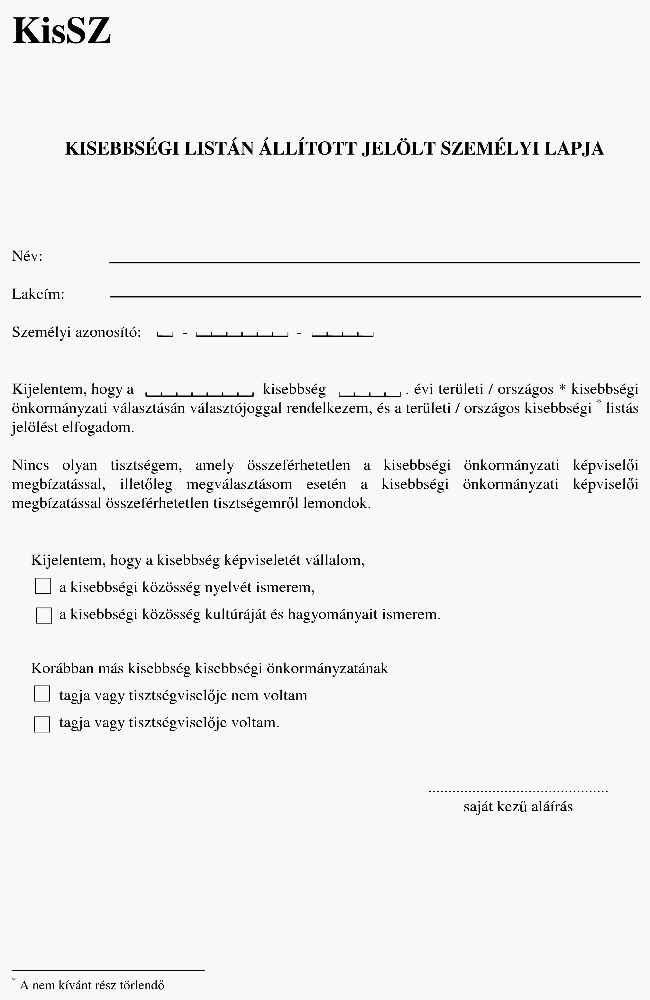 KisSZ
KISEBBSÉGI LISTÁN ÁLLÍTOTT JELÖLT SZEMÉLYI LAPJA
Név:
Lakcím:
Személyi azonosító: - -
Kijelentem, hogy a kisebbség . évi területi / országos * kisebbségi
önkormányzati választásán választójoggal rendelkezem, és a területi / országos kisebbségi * listás
jelölést elfogadom.
Nincs olyan tisztségem, amely összeférhetetlen a kisebbségi önkormányzati képviselői
megbízatással, illetőleg megválasztásom esetén a kisebbségi önkormányzati képviselői
megbízatással összeférhetetlen tisztségemről lemondok.
Kijelentem, hogy a kisebbség képviseletét vállalom,
a kisebbségi közösség nyelvét ismerem,
a kisebbségi közösség kultúráját és hagyományait ismerem.
Korábban más kisebbség kisebbségi önkormányzatának
tagja vagy tisztségviselője nem voltam
tagja vagy tisztségviselője voltam.
.............................................
saját kezű aláírás
* A nem kívánt rész törlendő